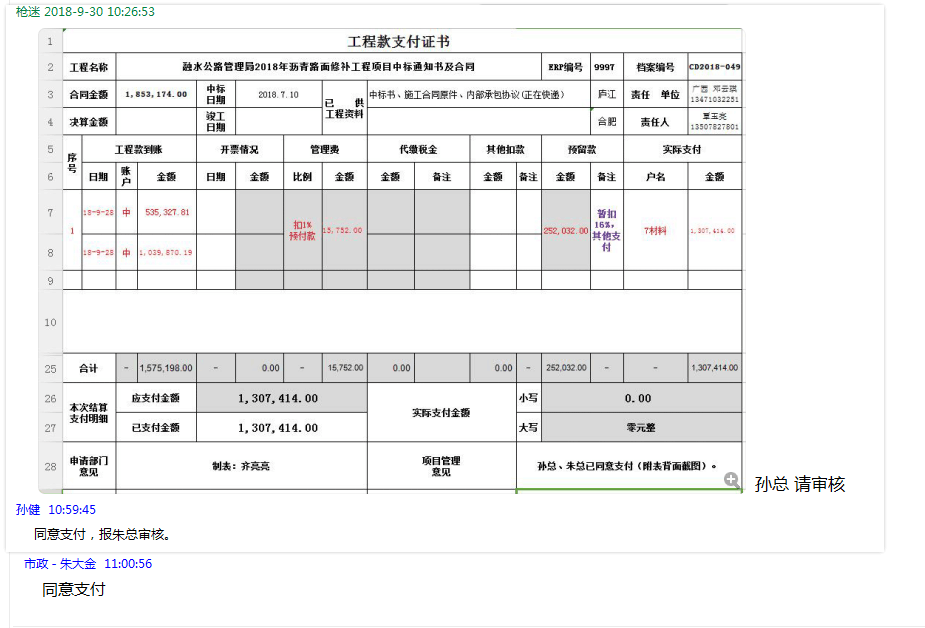 枪迷 2018-9-30 10:26:53
1 工程款支付证书
2 工程名称 融水公路管理局2018年沥青路面修补工程项目中标通知书及合同 ERP编号 9997 档案编号 CD2018-049
3 合同金额 1,853,174.00 中标日期 2018.7.10 已供工程资料 中标书、施工合同原件、内部承包协议(正在快递) 庐江 责任 单位 广西 邓云祺 13471032251
4 决算金额 竣工日期 合肥 责任人 覃玉亮 13507827801
5 序号 工程款到账 开票情况 管理费 代缴税金 其他扣款 预留款 实际支付
6 日期 账户 金额 日期 金额 比例 金额 金额 备注 金额 备注 金额 备注 户名 金额
7 1 18-9-28 中 535,327.81 扣1%预付款 15,752.00 252,032.00 暂扣16%,其他支付 7材料 1,307,414.00
8 18-9-28 中 1,039,870.19
9
10
25 合计 - 1,575,198.00 - 0.00 - 15,752.00 0.00 0.00 - 252,032.00 - - 1,307,414.00
26 本次结算支付明细 应支付金额 1,307,414.00 实际支付金额 小写 0.00
27 已支付金额 1,307,414.00 大写 零元整
28 申请部门意见 制表：齐亮亮 项目管理意见 孙总、朱总已同意支付（附表背面截图）。
孙总 请审核
孙健 10:59:45
同意支付，报朱总审核。
市政－朱大金 11:00:56
同意支付